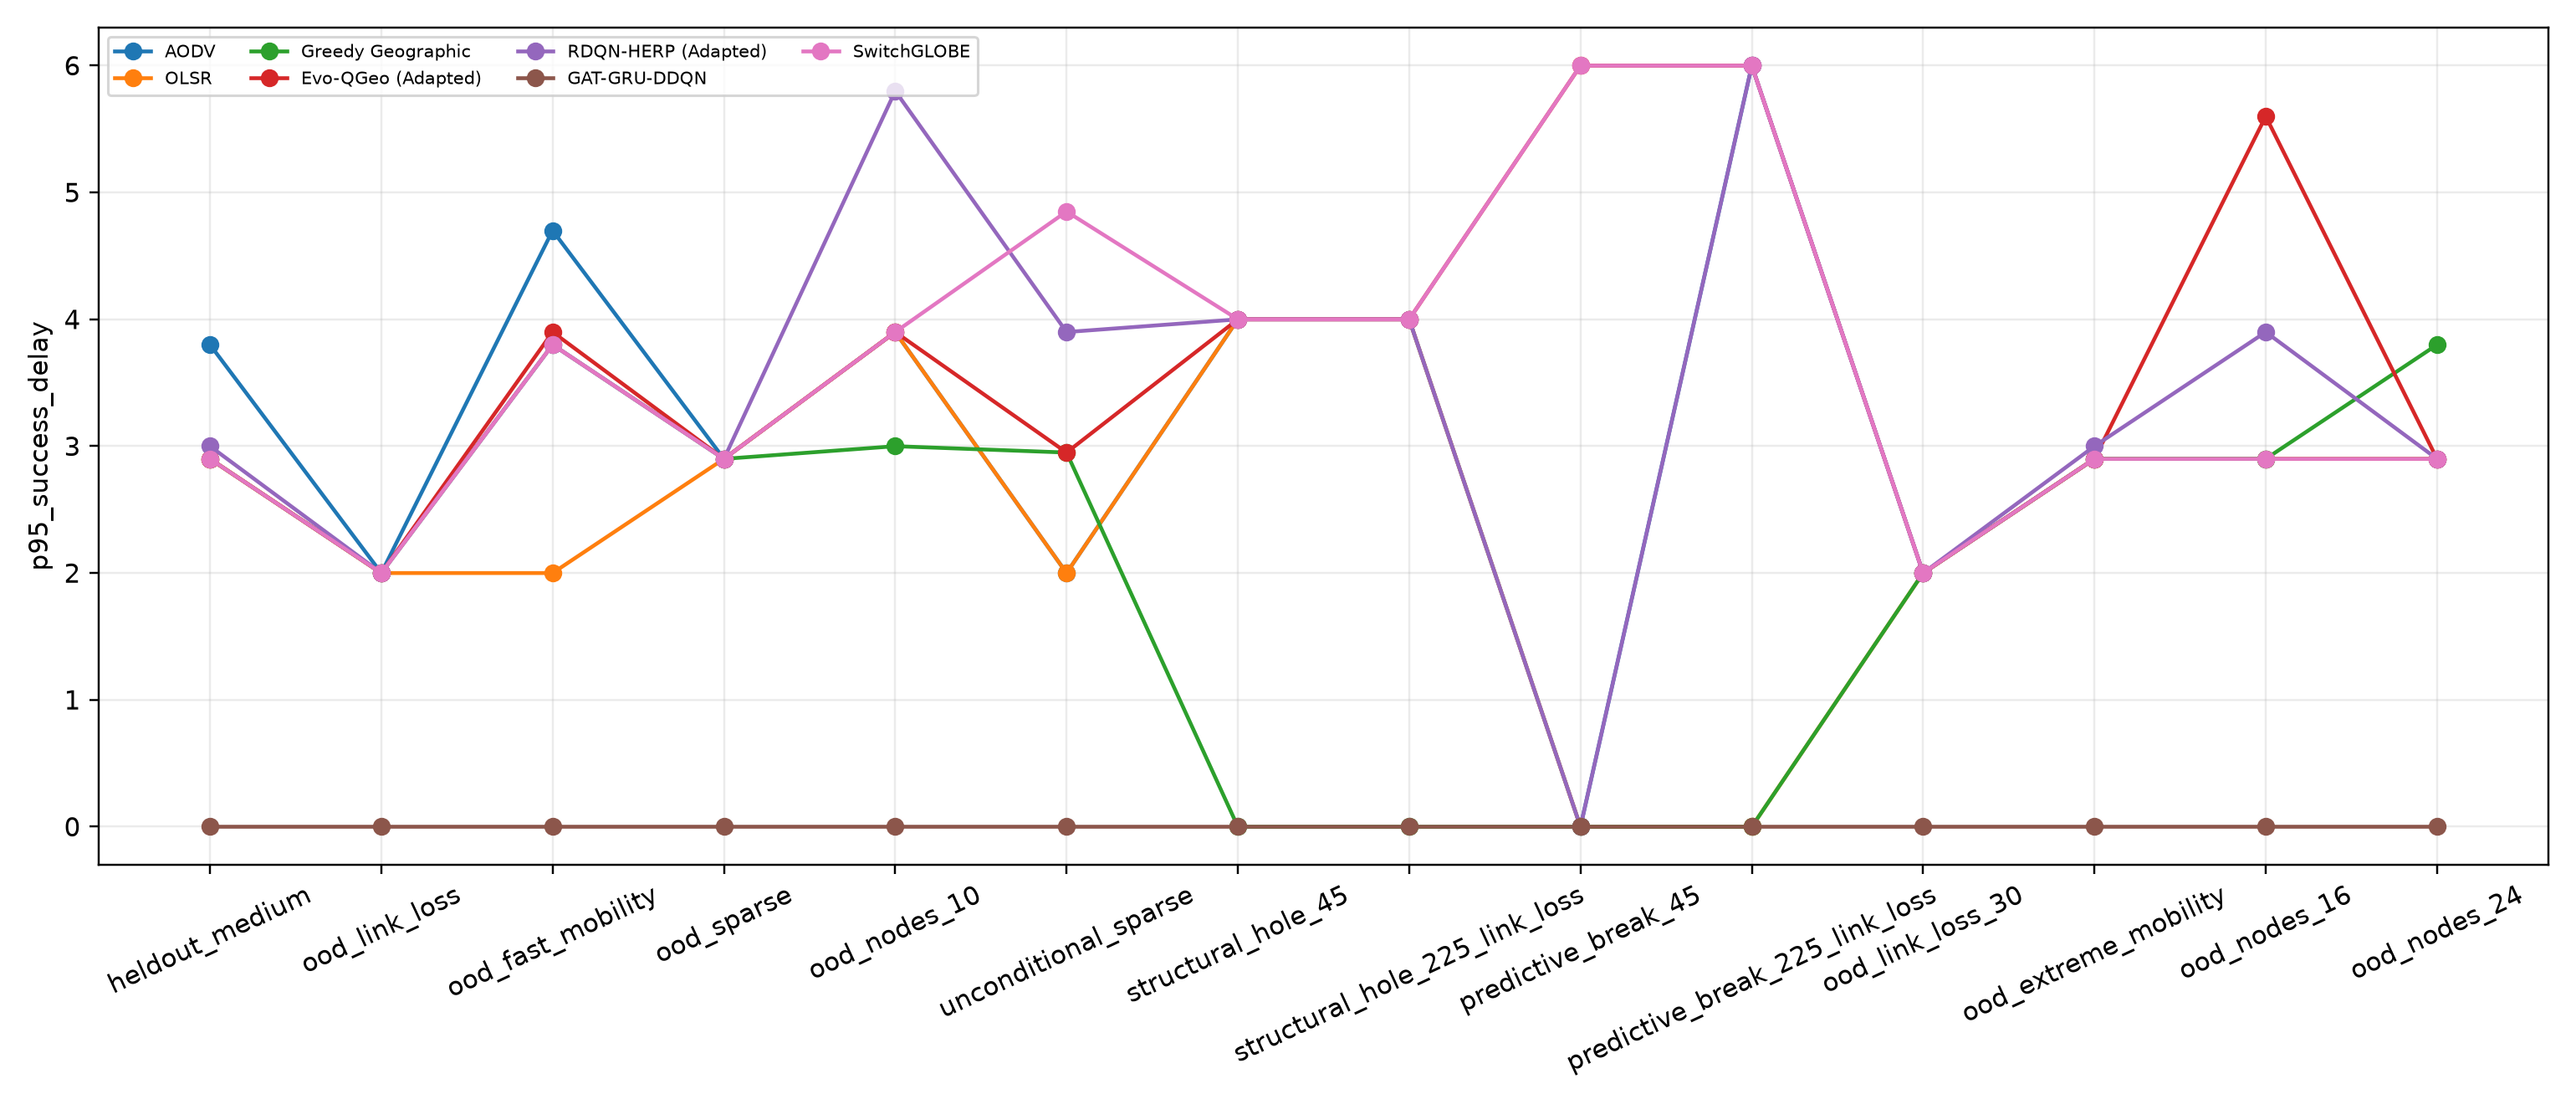 AODV
OLSR
Greedy Geographic
Evo-QGeo (Adapted)
RDQN-HERP (Adapted)
GAT-GRU-DDQN
SwitchGLOBE
p95_success_delay
6
5
4
3
2
1
0
heldout_medium
ood_link_loss
ood_fast_mobility
ood_sparse
ood_nodes_10
unconditional_sparse
structural_hole_45
structural_hole_225_link_loss
predictive_break_45
predictive_break_225_link_loss
ood_link_loss_30
ood_extreme_mobility
ood_nodes_16
ood_nodes_24